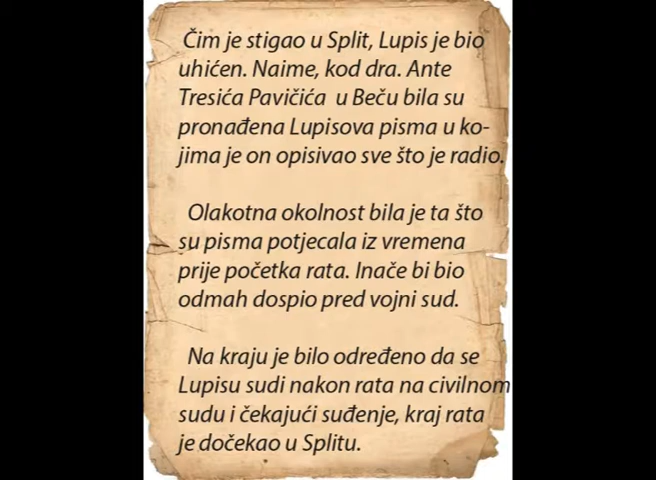 Čim je stigao u Split, Lupis je bio
uhićen. Naime, kod dra. Ante
Tresića Pavičića u Beču bila su
pronađena Lupisova pisma u ko-
jima je on opisivao sve što je radio.
Olakotna okolnost bila je ta što
su pisma potjecala iz vremena
prije početka rata. Inače bi bio
odmah dospio pred vojni sud.
Na kraju je bilo određeno da se
Lupisu sudi nakon rata na civilnom
sudu i čekajući suđenje, kraj rata
je dočekao u Splitu.